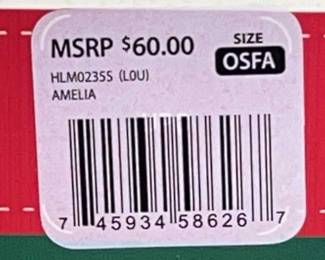 MSRP $60.00
SIZE
OSFA
HLM0235S (L0U)
AMELIA
7 45934 58626 7